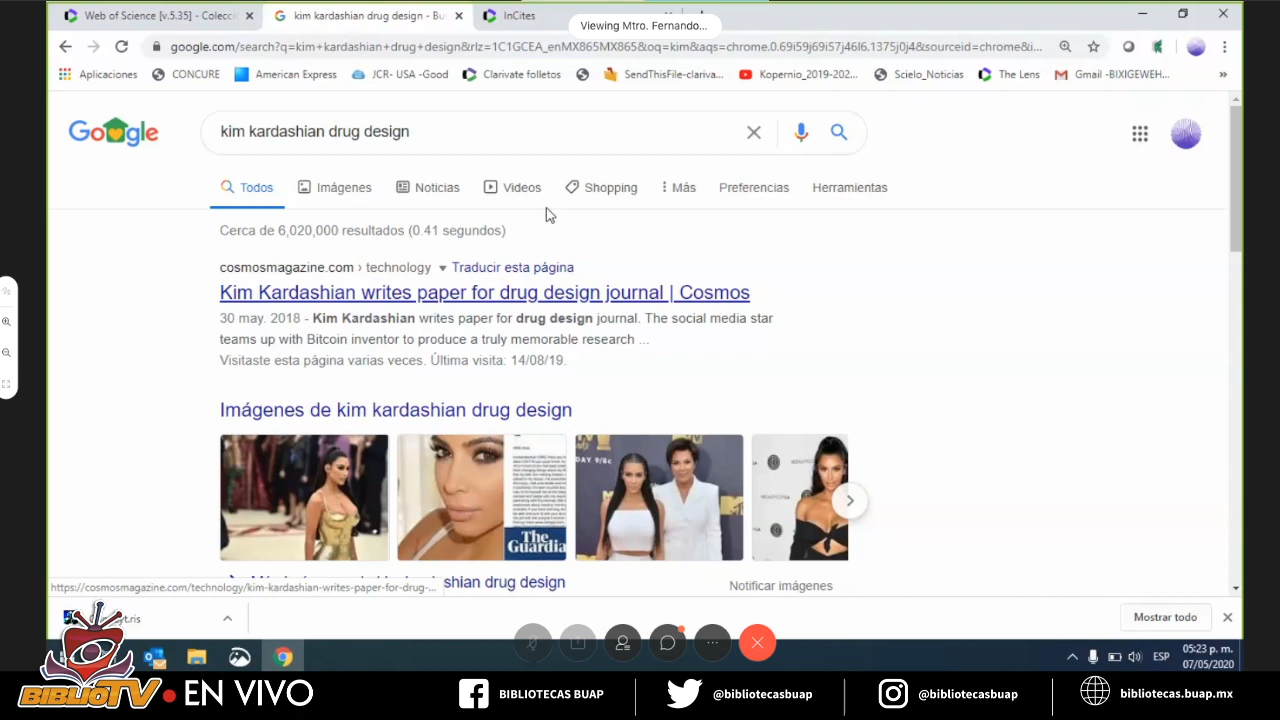 Web of Science [v.5.35] - Colecci
kim kardashian drug design - Bu
InCites
Viewing Mtro. Fernando...
google.com/search?q=kim+kardashian+drug+design&rlz=1C1GCEA_enMX865MX865&oq=kim&aqs=chrome.0.69i59j69i57j46l6.1375j0j4&sourceid=chrome&i...
Aplicaciones
CONCURE
American Express
JCR- USA -Good
Clarivate folletos
SendThisFile-clariva...
Kopernio_2019-202...
Scielo_Noticias
The Lens
Gmail -BIXIGEWEH...
»
Google
kim kardashian drug design
Todos
Imágenes
Noticias
Videos
Shopping
Más
Preferencias
Herramientas
Cerca de 6,020,000 resultados (0.41 segundos)
cosmosmagazine.com › technology
Traducir esta página
Kim Kardashian writes paper for drug design journal | Cosmos
30 may. 2018 - Kim Kardashian writes paper for drug design journal. The social media star
teams up with Bitcoin inventor to produce a truly memorable research ...
Visitaste esta página varias veces. Última visita: 14/08/19.
Imágenes de kim kardashian drug design
The
Guardia
shian drug design
Notificar imágenes
https://cosmosmagazine.com/technology/kim-kardashian-writes-paper-for-drug-...
Mostrar todo
ESP
05:23 p. m.
07/05/2020
BIBLIOTV
EN VIVO
BIBLIOTECAS BUAP
@bibliotecasbuap
@bibliotecasbuap
bibliotecas.buap.mx